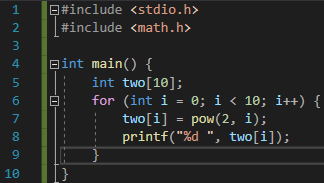 1 #include <stdio.h>
2 #include <math.h>
3
4 int main() {
5     int two[10];
6     for (int i = 0; i < 10; i++) {
7         two[i] = pow(2, i);
8         printf("%d ", two[i]);
9     }
10 }